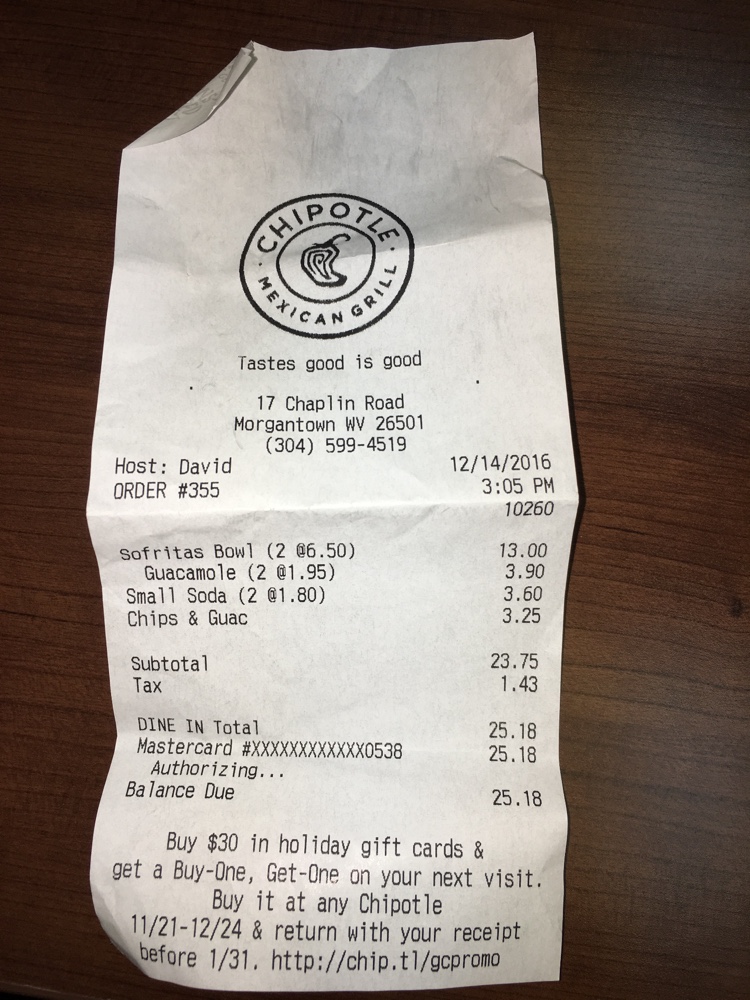 CHIPOTLE
MEXICAN GRILL
Tastes good is good
17 Chaplin Road
Morgantown WV 26501
(304) 599-4519
Host: David 12/14/2016
ORDER #355 3:05 PM
10260
Sofritas Bowl (2 @6.50) 13.00
Guacamole (2 @1.95) 3.90
Small Soda (2 @1.80) 3.60
Chips & Guac 3.25
Subtotal 23.75
Tax 1.43
DINE IN Total 25.18
Mastercard #XXXXXXXXXXXX0538 25.18
Authorizing...
Balance Due 25.18
Buy $30 in holiday gift cards &
get a Buy-One, Get-One on your next visit.
Buy it at any Chipotle
11/21-12/24 & return with your receipt
before 1/31. http://chip.tl/gcpromo